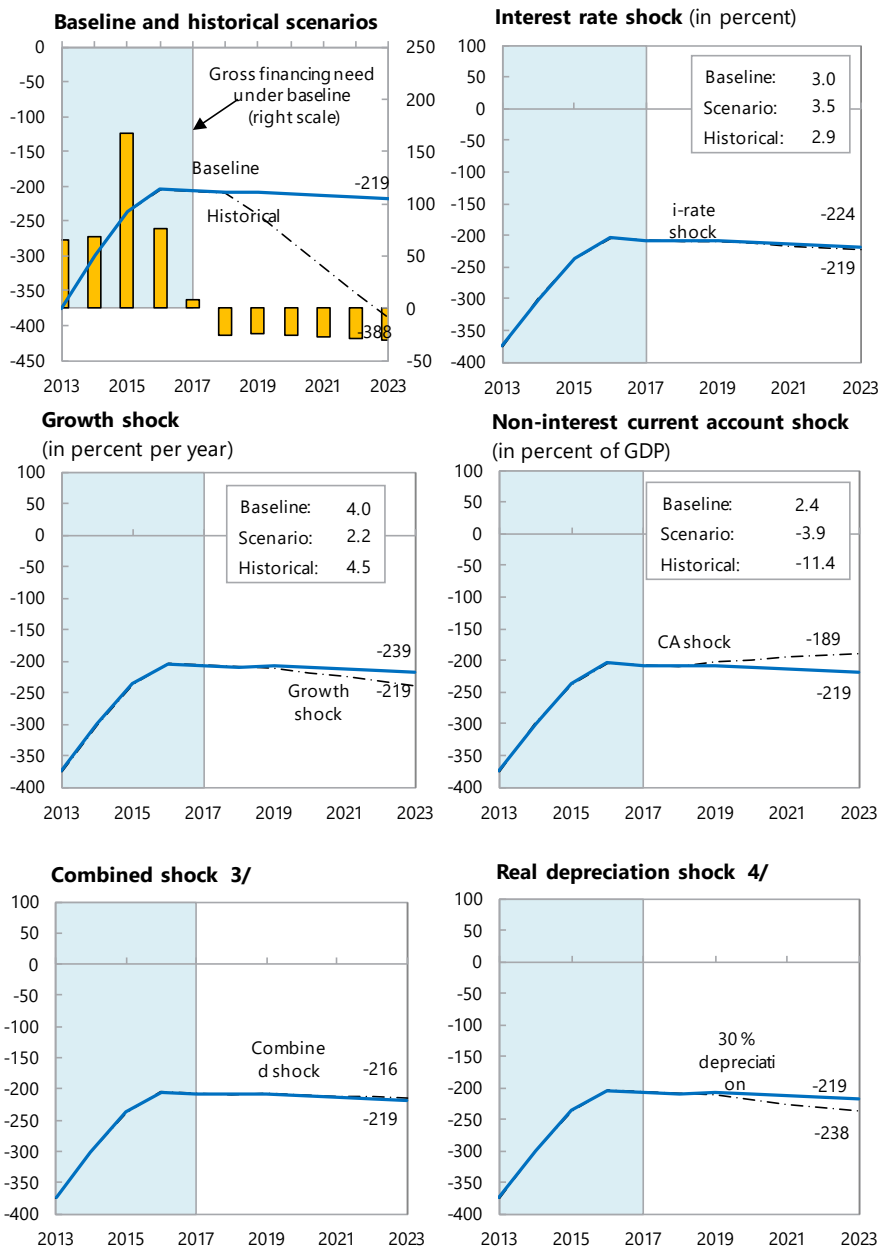 Baseline and historical scenarios
0
-50
-100
-150
-200
-250
-300
-350
-400
-450
250
200
150
100
50
0
-50
Gross financing need
under baseline
(right scale)
Baseline
-219
Historical
-388
2013 2015 2017 2019 2021 2023
Interest rate shock (in percent)
100
50
0
-50
-100
-150
-200
-250
-300
-350
-400
Baseline: 3.0
Scenario: 3.5
Historical: 2.9
i-rate
shock
-224
-219
2013 2015 2017 2019 2021 2023
Growth shock
(in percent per year)
100
50
0
-50
-100
-150
-200
-250
-300
-350
-400
Baseline: 4.0
Scenario: 2.2
Historical: 4.5
-239
Growth
shock
-219
2013 2015 2017 2019 2021 2023
Non-interest current account shock
(in percent of GDP)
100
50
0
-50
-100
-150
-200
-250
-300
-350
-400
Baseline: 2.4
Scenario: -3.9
Historical: -11.4
CA shock
-189
-219
2013 2015 2017 2019 2021 2023
Combined shock 3/
100
50
0
-50
-100
-150
-200
-250
-300
-350
-400
Combine
d shock
-216
-219
2013 2015 2017 2019 2021 2023
Real depreciation shock 4/
100
50
0
-50
-100
-150
-200
-250
-300
-350
-400
30 %
depreciati
on
-219
-238
2013 2015 2017 2019 2021 2023